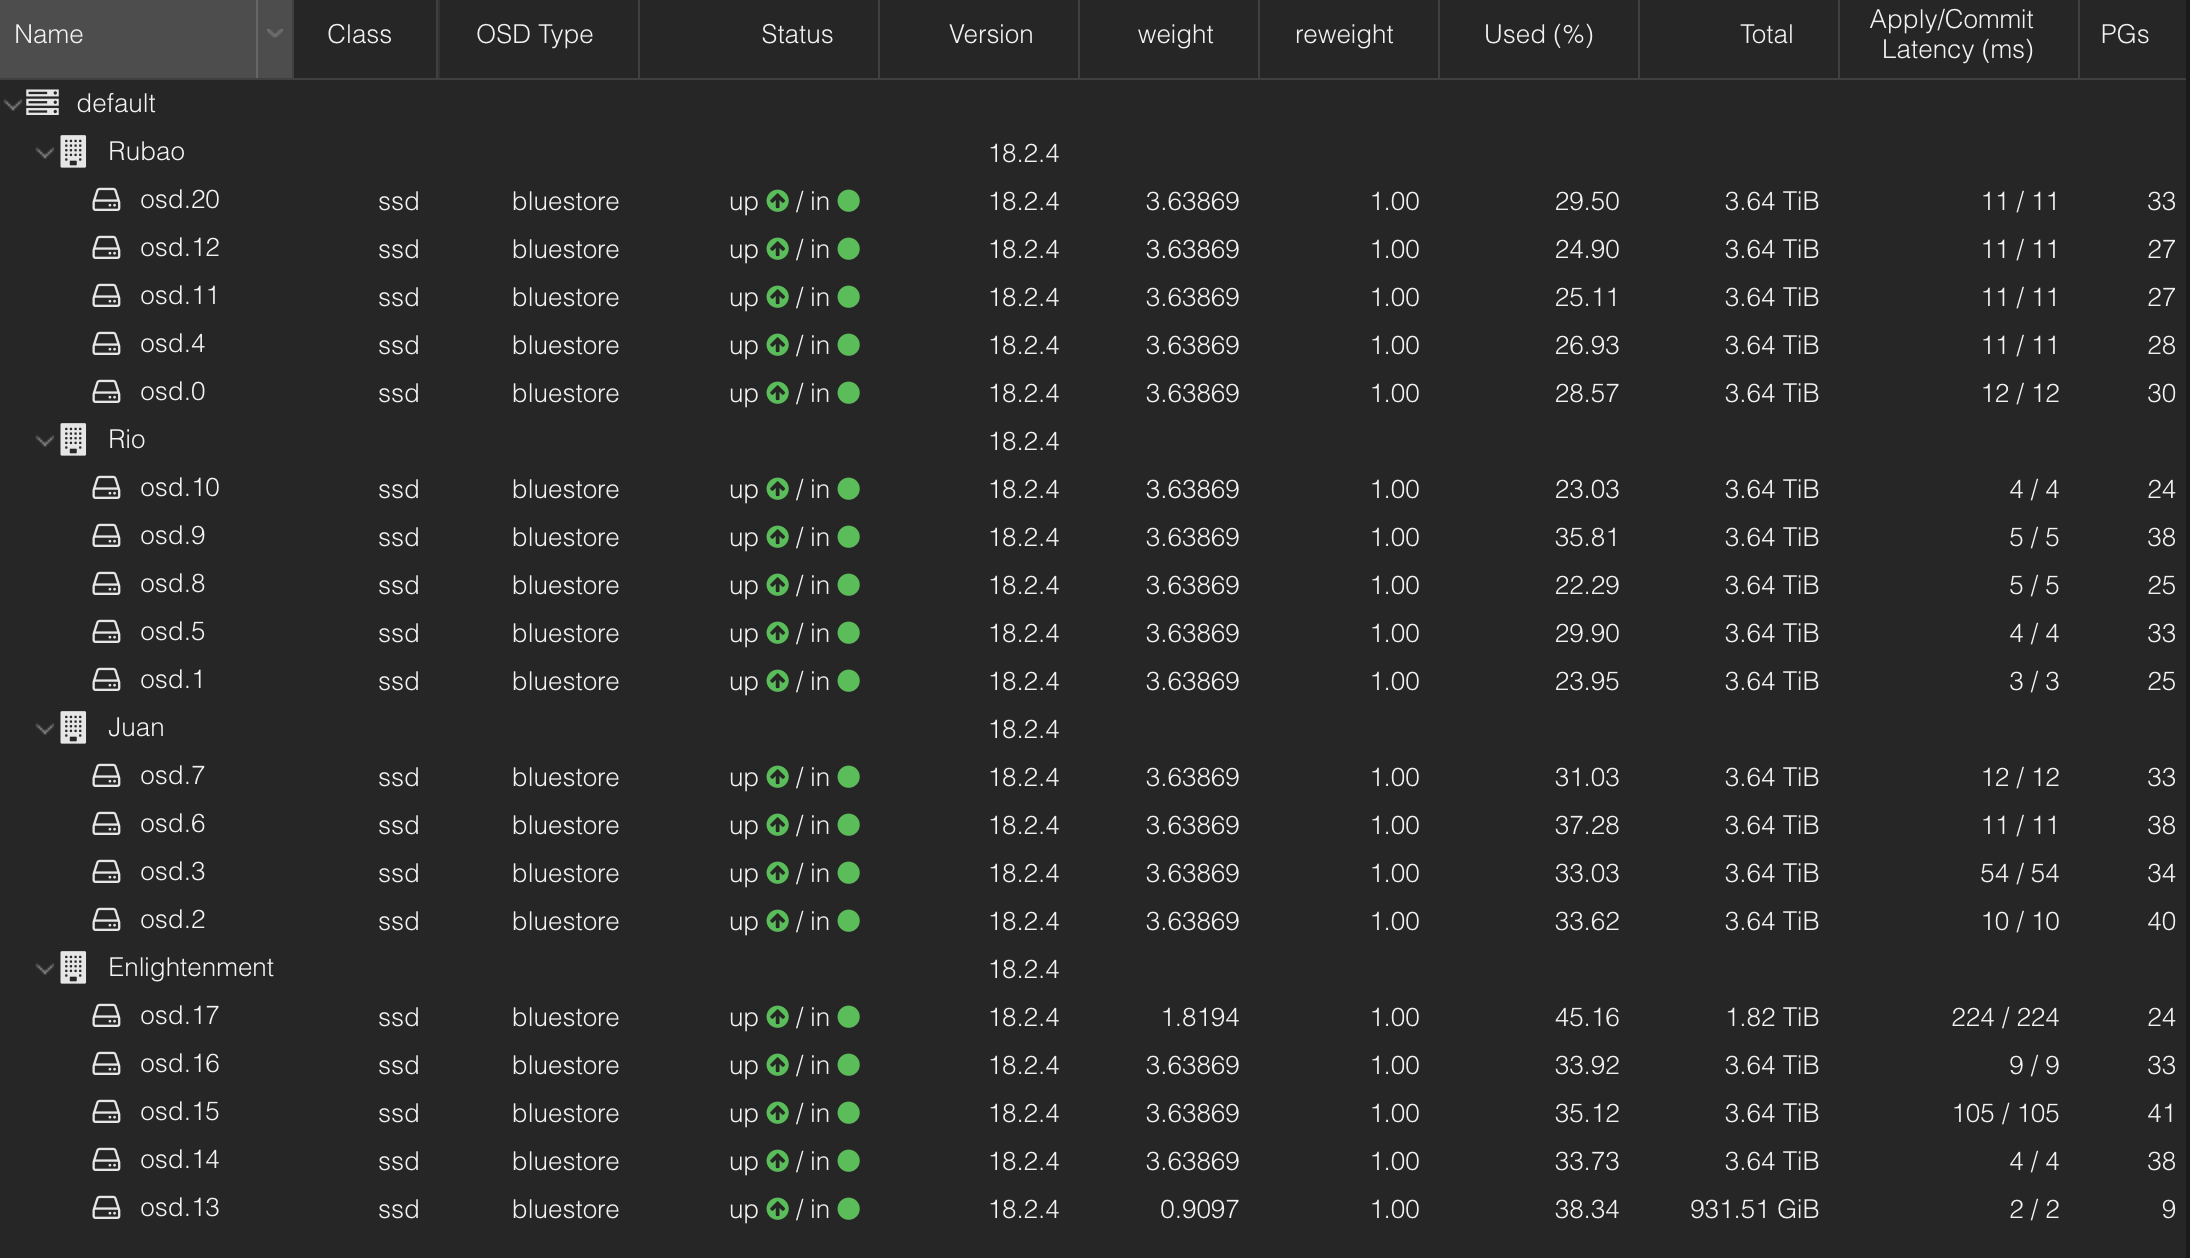 Name Class OSD Type Status Version weight reweight Used (%) Total Apply/Commit Latency (ms) PGs
default
Rubao 18.2.4
osd.20 ssd bluestore up / in 18.2.4 3.63869 1.00 29.50 3.64 TiB 11 / 11 33
osd.12 ssd bluestore up / in 18.2.4 3.63869 1.00 24.90 3.64 TiB 11 / 11 27
osd.11 ssd bluestore up / in 18.2.4 3.63869 1.00 25.11 3.64 TiB 11 / 11 27
osd.4 ssd bluestore up / in 18.2.4 3.63869 1.00 26.93 3.64 TiB 11 / 11 28
osd.0 ssd bluestore up / in 18.2.4 3.63869 1.00 28.57 3.64 TiB 12 / 12 30
Rio 18.2.4
osd.10 ssd bluestore up / in 18.2.4 3.63869 1.00 23.03 3.64 TiB 4 / 4 24
osd.9 ssd bluestore up / in 18.2.4 3.63869 1.00 35.81 3.64 TiB 5 / 5 38
osd.8 ssd bluestore up / in 18.2.4 3.63869 1.00 22.29 3.64 TiB 5 / 5 25
osd.5 ssd bluestore up / in 18.2.4 3.63869 1.00 29.90 3.64 TiB 4 / 4 33
osd.1 ssd bluestore up / in 18.2.4 3.63869 1.00 23.95 3.64 TiB 3 / 3 25
Juan 18.2.4
osd.7 ssd bluestore up / in 18.2.4 3.63869 1.00 31.03 3.64 TiB 12 / 12 33
osd.6 ssd bluestore up / in 18.2.4 3.63869 1.00 37.28 3.64 TiB 11 / 11 38
osd.3 ssd bluestore up / in 18.2.4 3.63869 1.00 33.03 3.64 TiB 54 / 54 34
osd.2 ssd bluestore up / in 18.2.4 3.63869 1.00 33.62 3.64 TiB 10 / 10 40
Enlightenment 18.2.4
osd.17 ssd bluestore up / in 18.2.4 1.8194 1.00 45.16 1.82 TiB 224 / 224 24
osd.16 ssd bluestore up / in 18.2.4 3.63869 1.00 33.92 3.64 TiB 9 / 9 33
osd.15 ssd bluestore up / in 18.2.4 3.63869 1.00 35.12 3.64 TiB 105 / 105 41
osd.14 ssd bluestore up / in 18.2.4 3.63869 1.00 33.73 3.64 TiB 4 / 4 38
osd.13 ssd bluestore up / in 18.2.4 0.9097 1.00 38.34 931.51 GiB 2 / 2 9